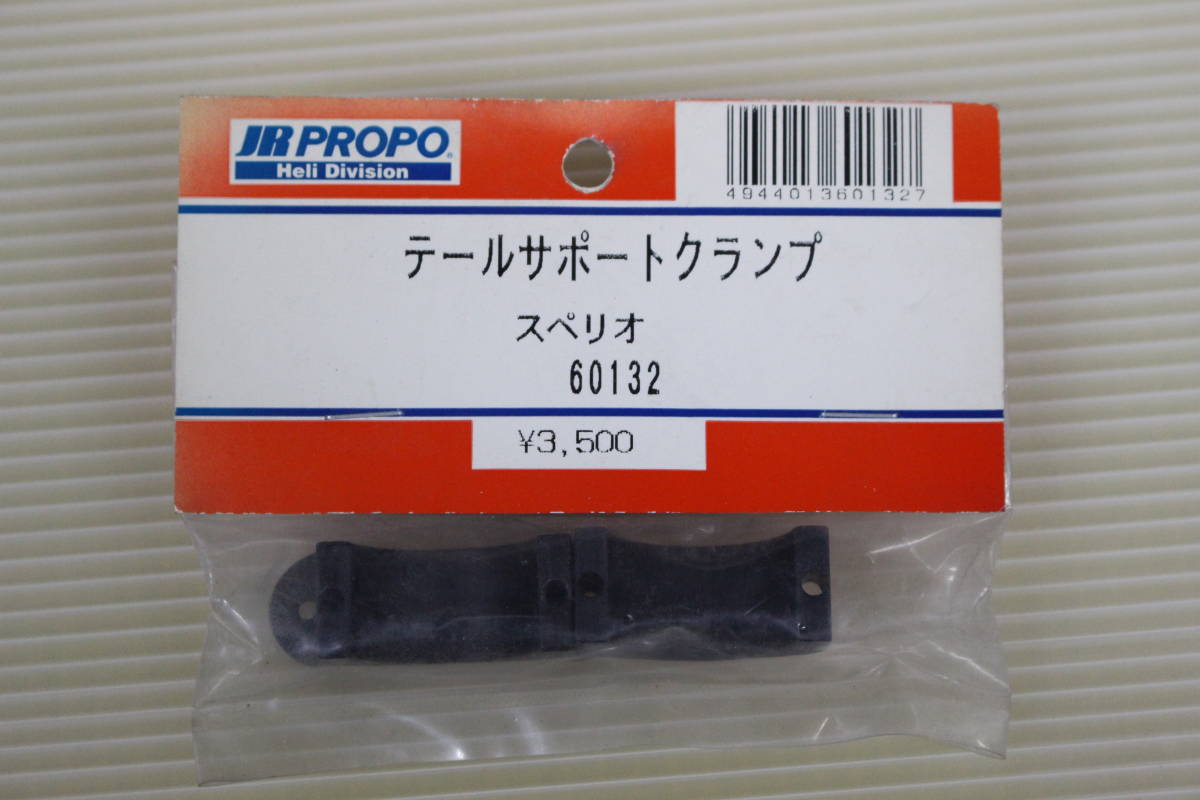 JR PROPO®
Heli Division
4944013601327
テールサポートクランプ
スペリオ
60132
¥3,500